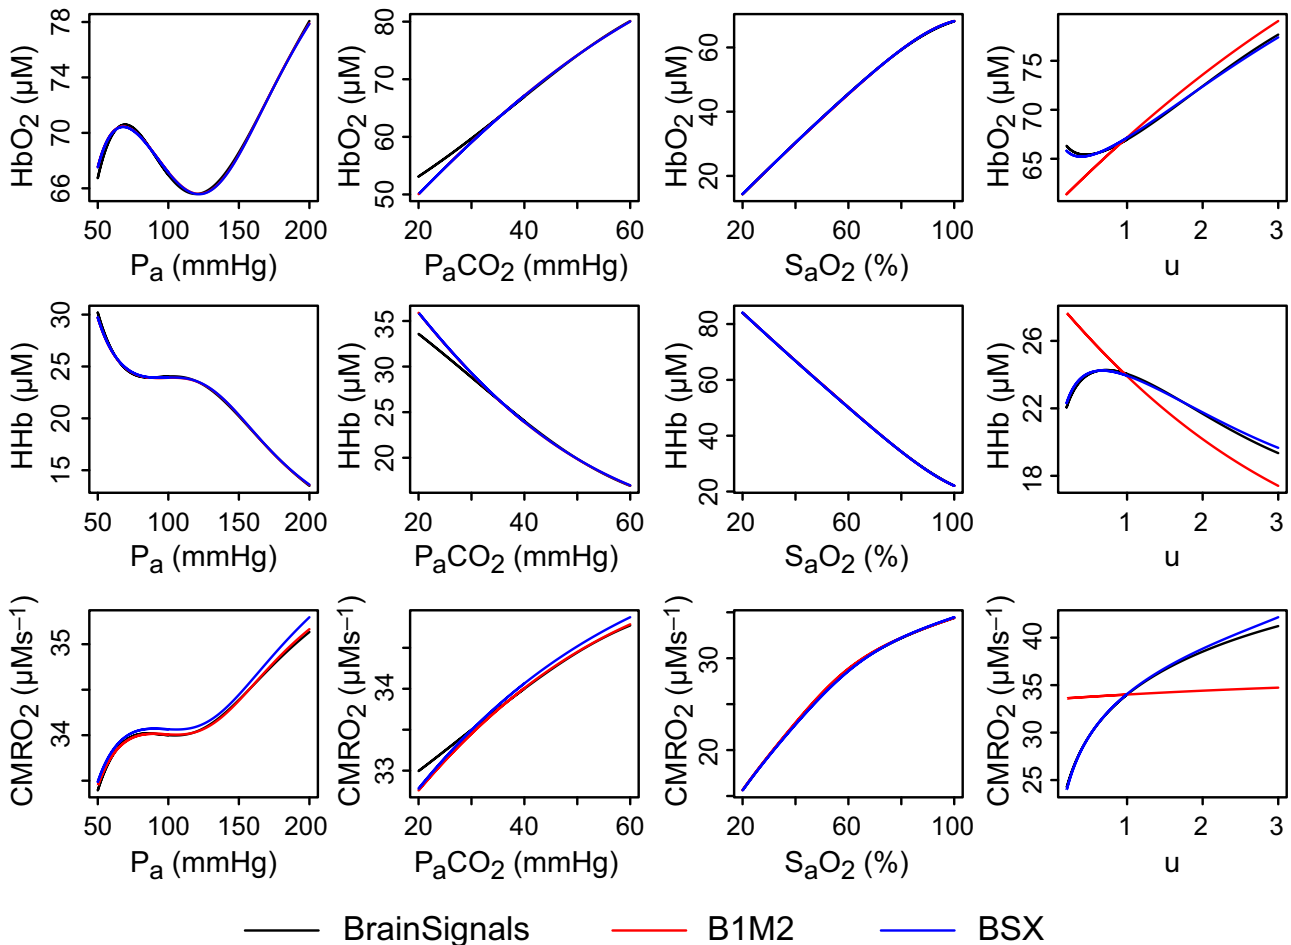 HbO2 (µM)
66 70 74 78
50 100 150 200
Pa (mmHg)
HbO2 (µM)
50 60 70 80
20 40 60
PaCO2 (mmHg)
HbO2 (µM)
20 40 60
20 60 100
SaO2 (%)
HbO2 (µM)
65 70 75
1 2 3
u
HHb (µM)
15 20 25 30
50 100 150 200
Pa (mmHg)
HHb (µM)
20 25 30 35
20 40 60
PaCO2 (mmHg)
HHb (µM)
20 40 60 80
20 60 100
SaO2 (%)
HHb (µM)
18 22 26
1 2 3
u
CMRO2 (µMs−1)
34 35
50 100 150 200
Pa (mmHg)
CMRO2 (µMs−1)
33 34
20 40 60
PaCO2 (mmHg)
CMRO2 (µMs−1)
20 30
20 60 100
SaO2 (%)
CMRO2 (µMs−1)
25 30 35 40
1 2 3
u
BrainSignals B1M2 BSX